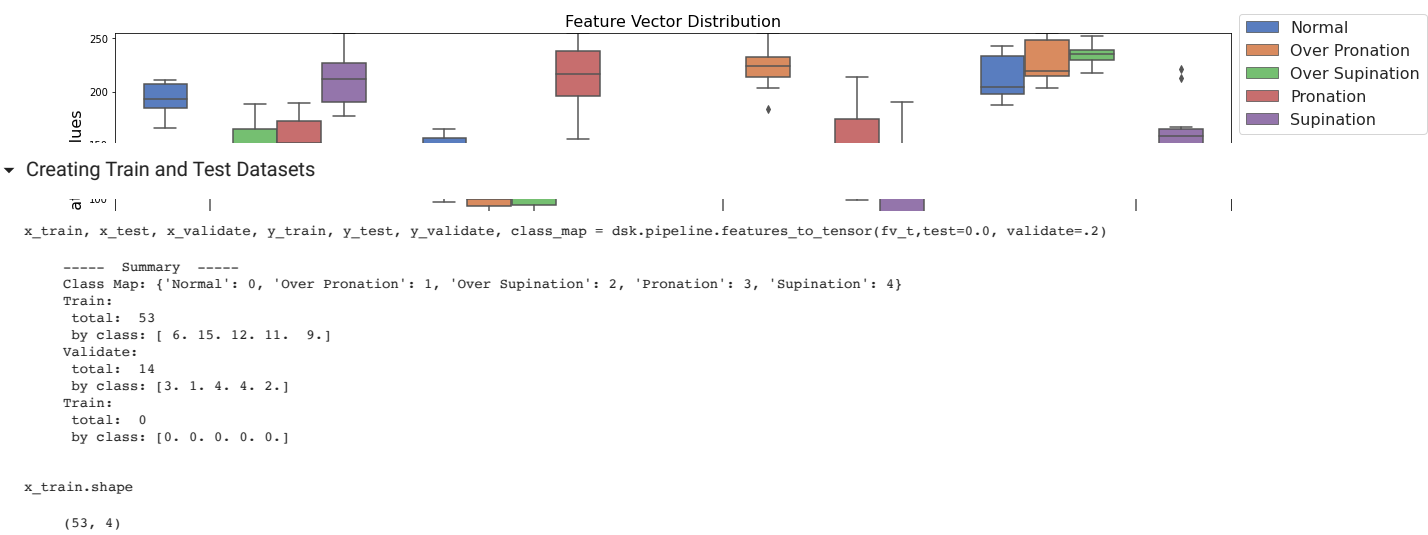 Feature Vector Distribution
250
200
lues
Normal
Over Pronation
Over Supination
Pronation
Supination
Creating Train and Test Datasets
a
x_train, x_test, x_validate, y_train, y_test, y_validate, class_map = dsk.pipeline.features_to_tensor(fv_t,test=0.0, validate=.2)
----- Summary -----
Class Map: {'Normal': 0, 'Over Pronation': 1, 'Over Supination': 2, 'Pronation': 3, 'Supination': 4}
Train:
total: 53
by class: [ 6. 15. 12. 11. 9.]
Validate:
total: 14
by class: [3. 1. 4. 4. 2.]
Train:
total: 0
by class: [0. 0. 0. 0. 0.]
x_train.shape
(53, 4)